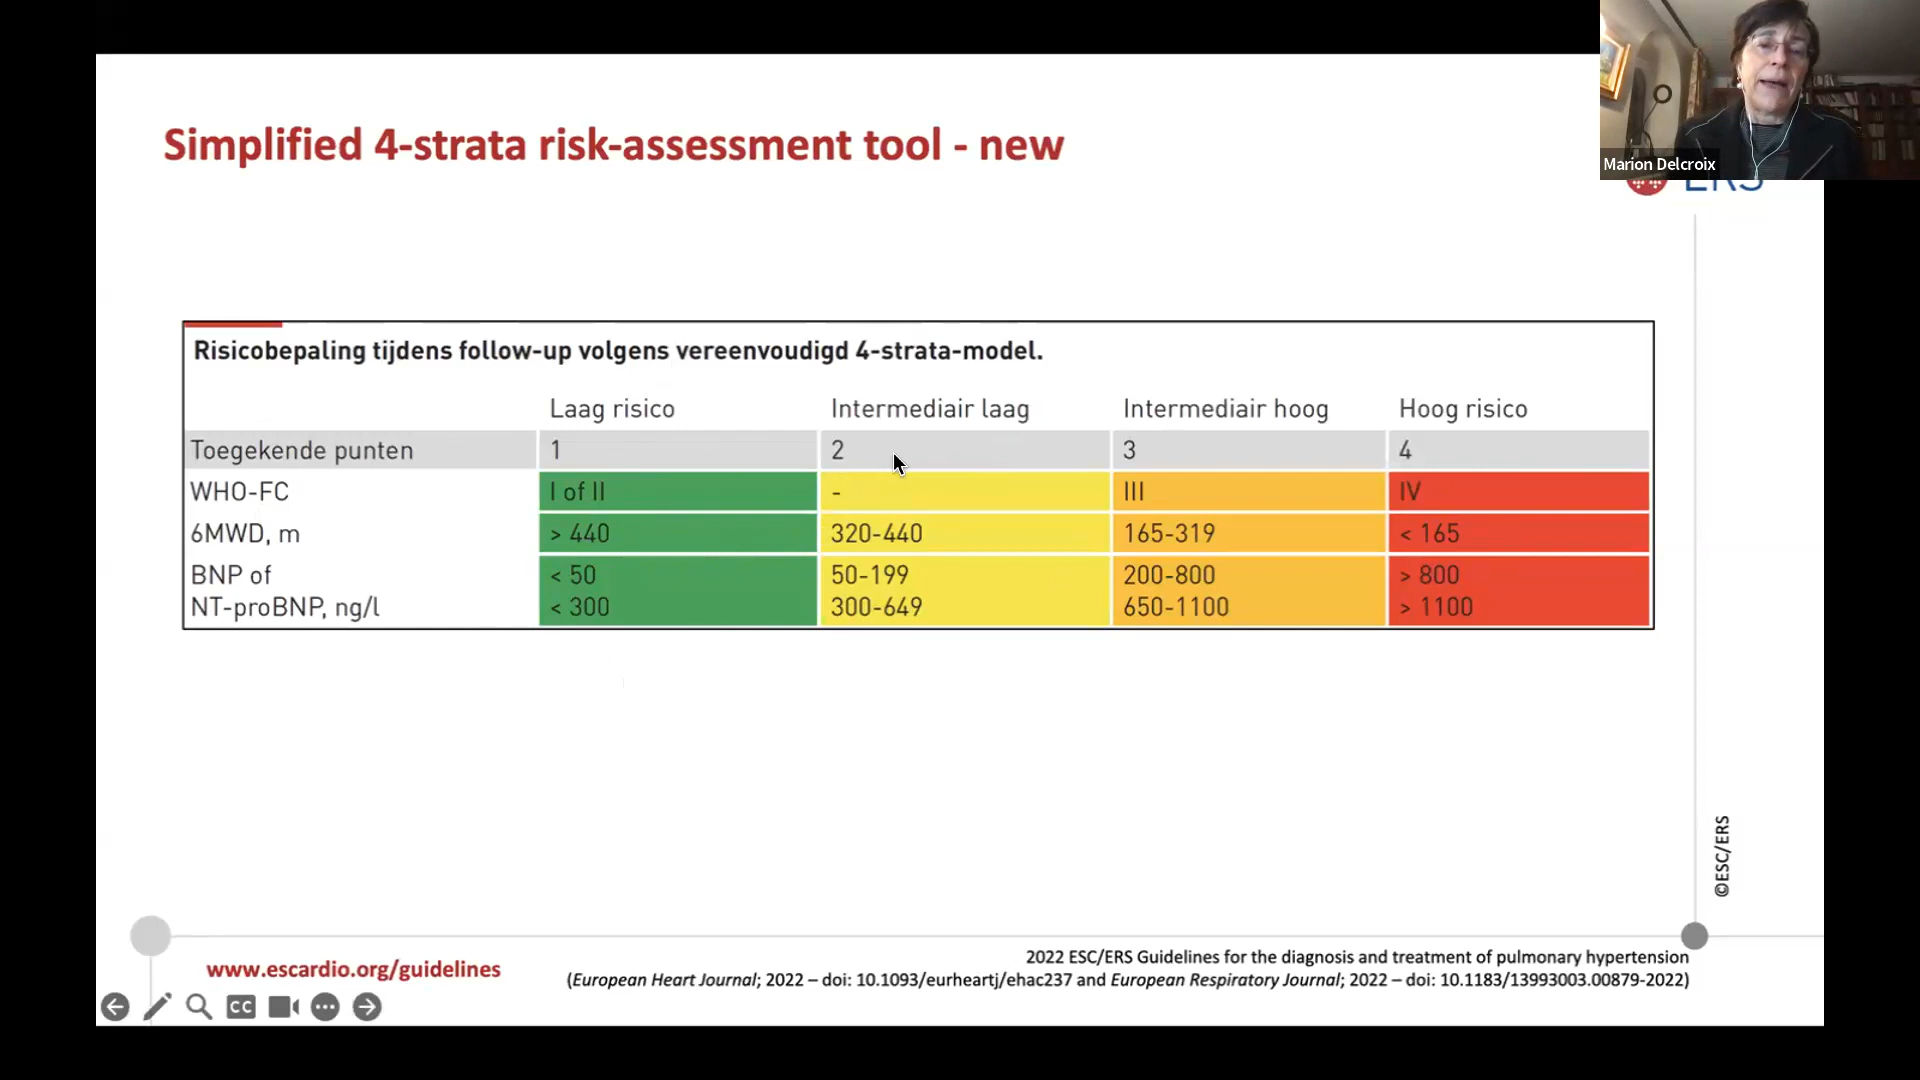 Simplified 4-strata risk-assessment tool - new
Marion Delcroix
ERS
Risicobepaling tijdens follow-up volgens vereenvoudigd 4-strata-model.
Laag risico Intermediair laag Intermediair hoog Hoog risico
Toegekende punten 1 2 3 4
WHO-FC I of II - III IV
6MWD, m > 440 320-440 165-319 < 165
BNP of < 50 50-199 200-800 > 800
NT-proBNP, ng/l < 300 300-649 650-1100 > 1100
©ESC/ERS
www.escardio.org/guidelines
2022 ESC/ERS Guidelines for the diagnosis and treatment of pulmonary hypertension
(European Heart Journal; 2022 – doi: 10.1093/eurheartj/ehac237 and European Respiratory Journal; 2022 – doi: 10.1183/13993003.00879-2022)
CC